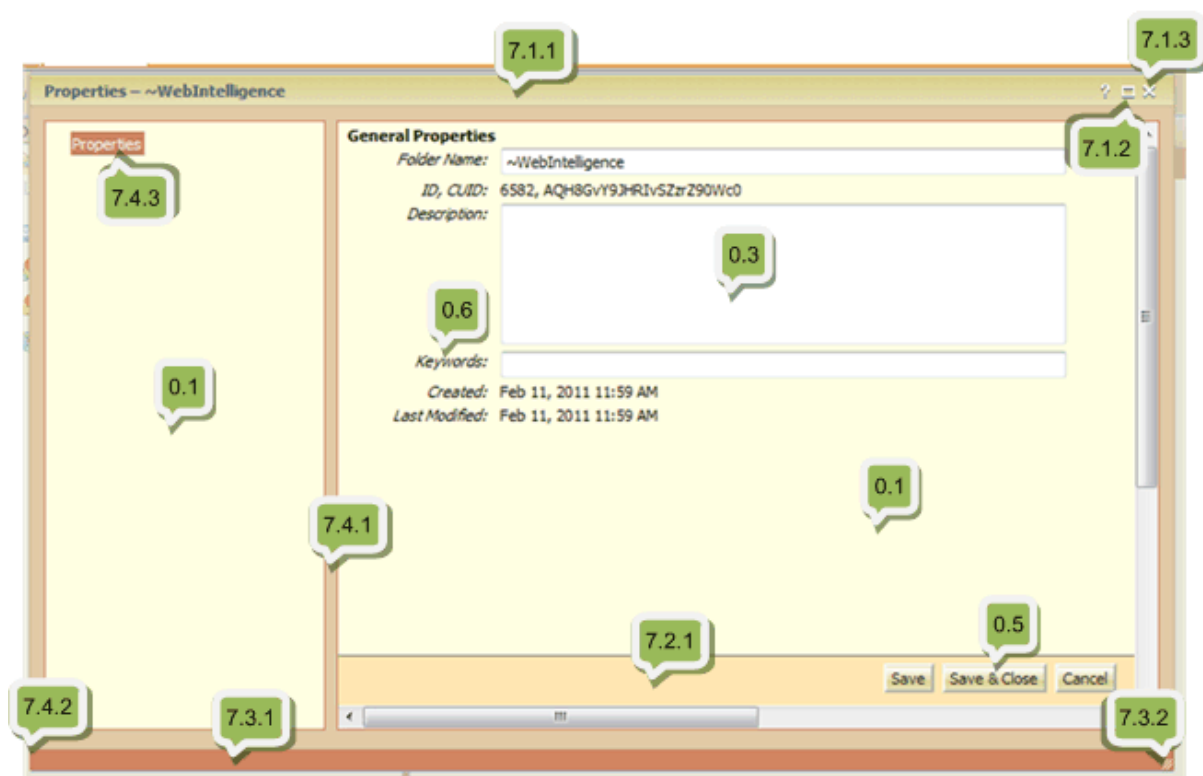 7.1.1
7.1.3
Properties – ~WebIntelligence
?
7.1.2
Properties
7.4.3
General Properties
Folder Name: ~WebIntelligence
ID, CUID: 6582, AQH8GvY9JHRIvSZzrZ90Wc0
Description:
0.3
0.6
Keywords:
0.1
Created: Feb 11, 2011 11:59 AM
Last Modified: Feb 11, 2011 11:59 AM
0.1
7.4.1
0.5
7.2.1
Save Save & Close Cancel
7.4.2
7.3.1
7.3.2